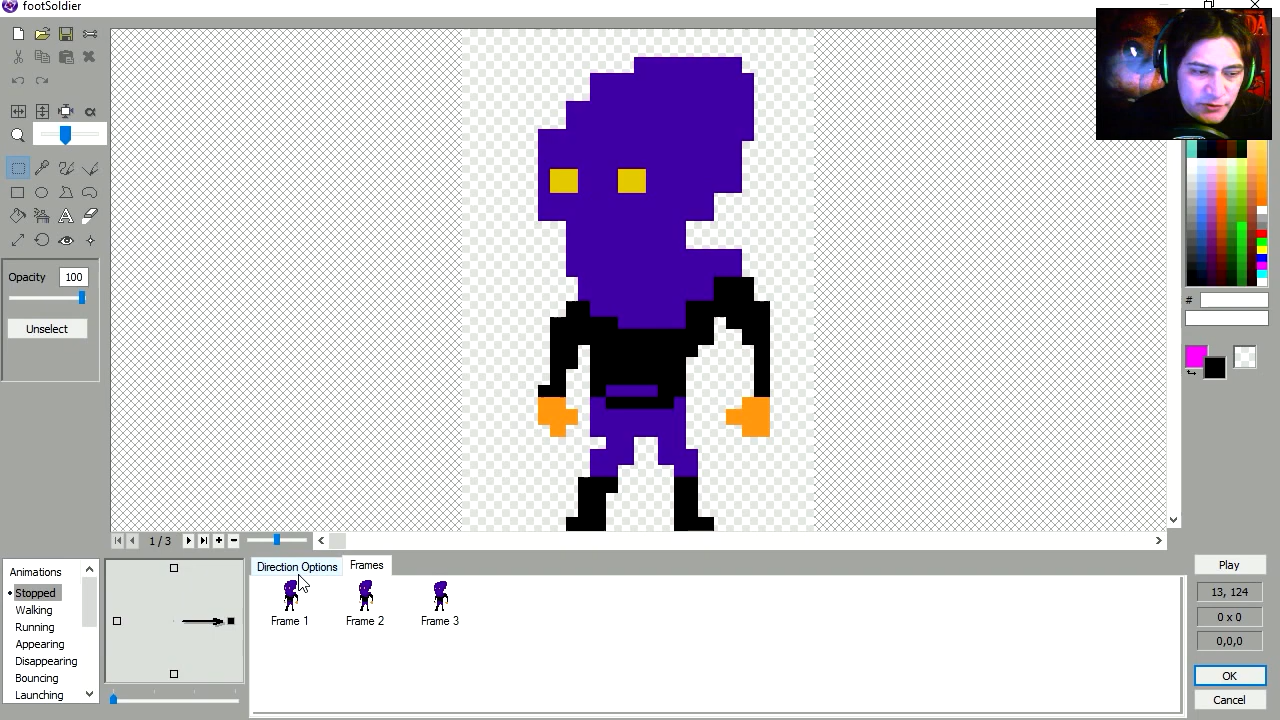 footSoldier
DA
α
A
Opacity 100
Unselect
#
1 / 3
Animations
Stopped
Walking
Running
Appearing
Disappearing
Bouncing
Launching
Direction Options
Frames
Frame 1
Frame 2
Frame 3
Play
13, 124
0 x 0
0,0,0
OK
Cancel